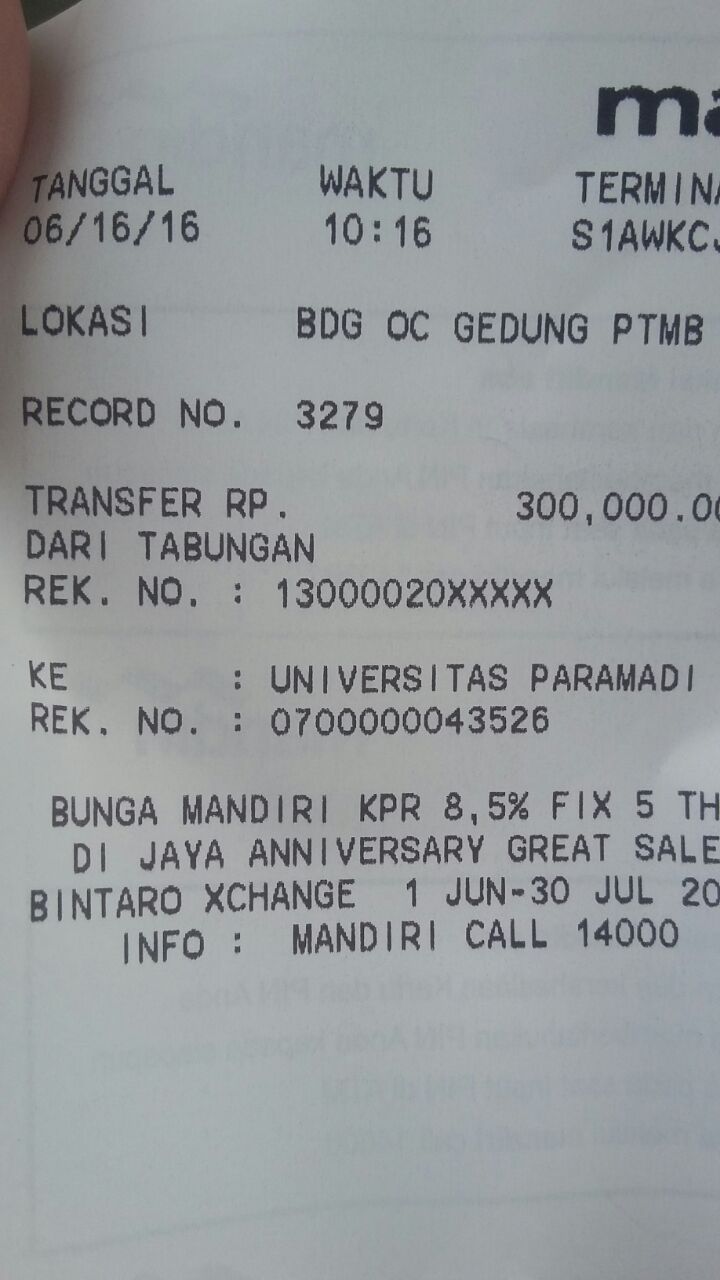 ma
TANGGAL WAKTU TERMINA
06/16/16 10:16 S1AWKCJ
LOKASI BDG OC GEDUNG PTMB
RECORD NO. 3279
TRANSFER RP. 300,000.00
DARI TABUNGAN
REK. NO. : 13000020XXXXX
KE : UNIVERSITAS PARAMADI
REK. NO. : 0700000043526
BUNGA MANDIRI KPR 8,5% FIX 5 TH
DI JAYA ANNIVERSARY GREAT SALE
BINTARO XCHANGE 1 JUN-30 JUL 20
INFO : MANDIRI CALL 14000